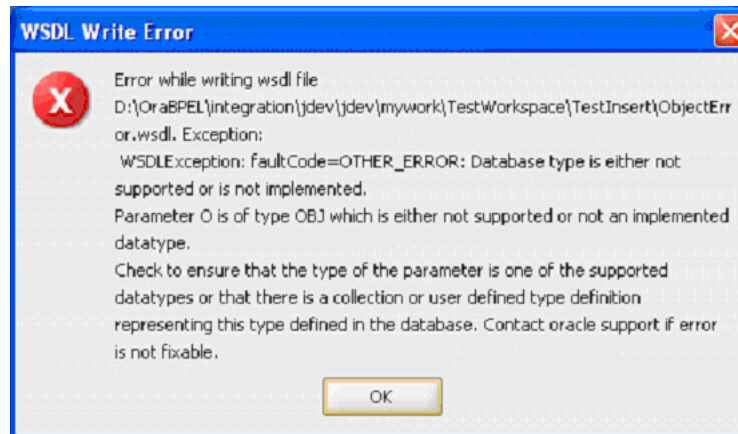 WSDL Write Error
Error while writing wsdl file
D:\OraBPEL\integration\jdev\jdev\mywork\TestWorkspace\TestInsert\ObjectErr
or.wsdl. Exception:
WSDLException: faultCode=OTHER_ERROR: Database type is either not
supported or is not implemented.
Parameter O is of type OBJ which is either not supported or not an implemented
datatype.
Check to ensure that the type of the parameter is one of the supported
datatypes or that there is a collection or user defined type definition
representing this type defined in the database. Contact oracle support if error
is not fixable.
OK